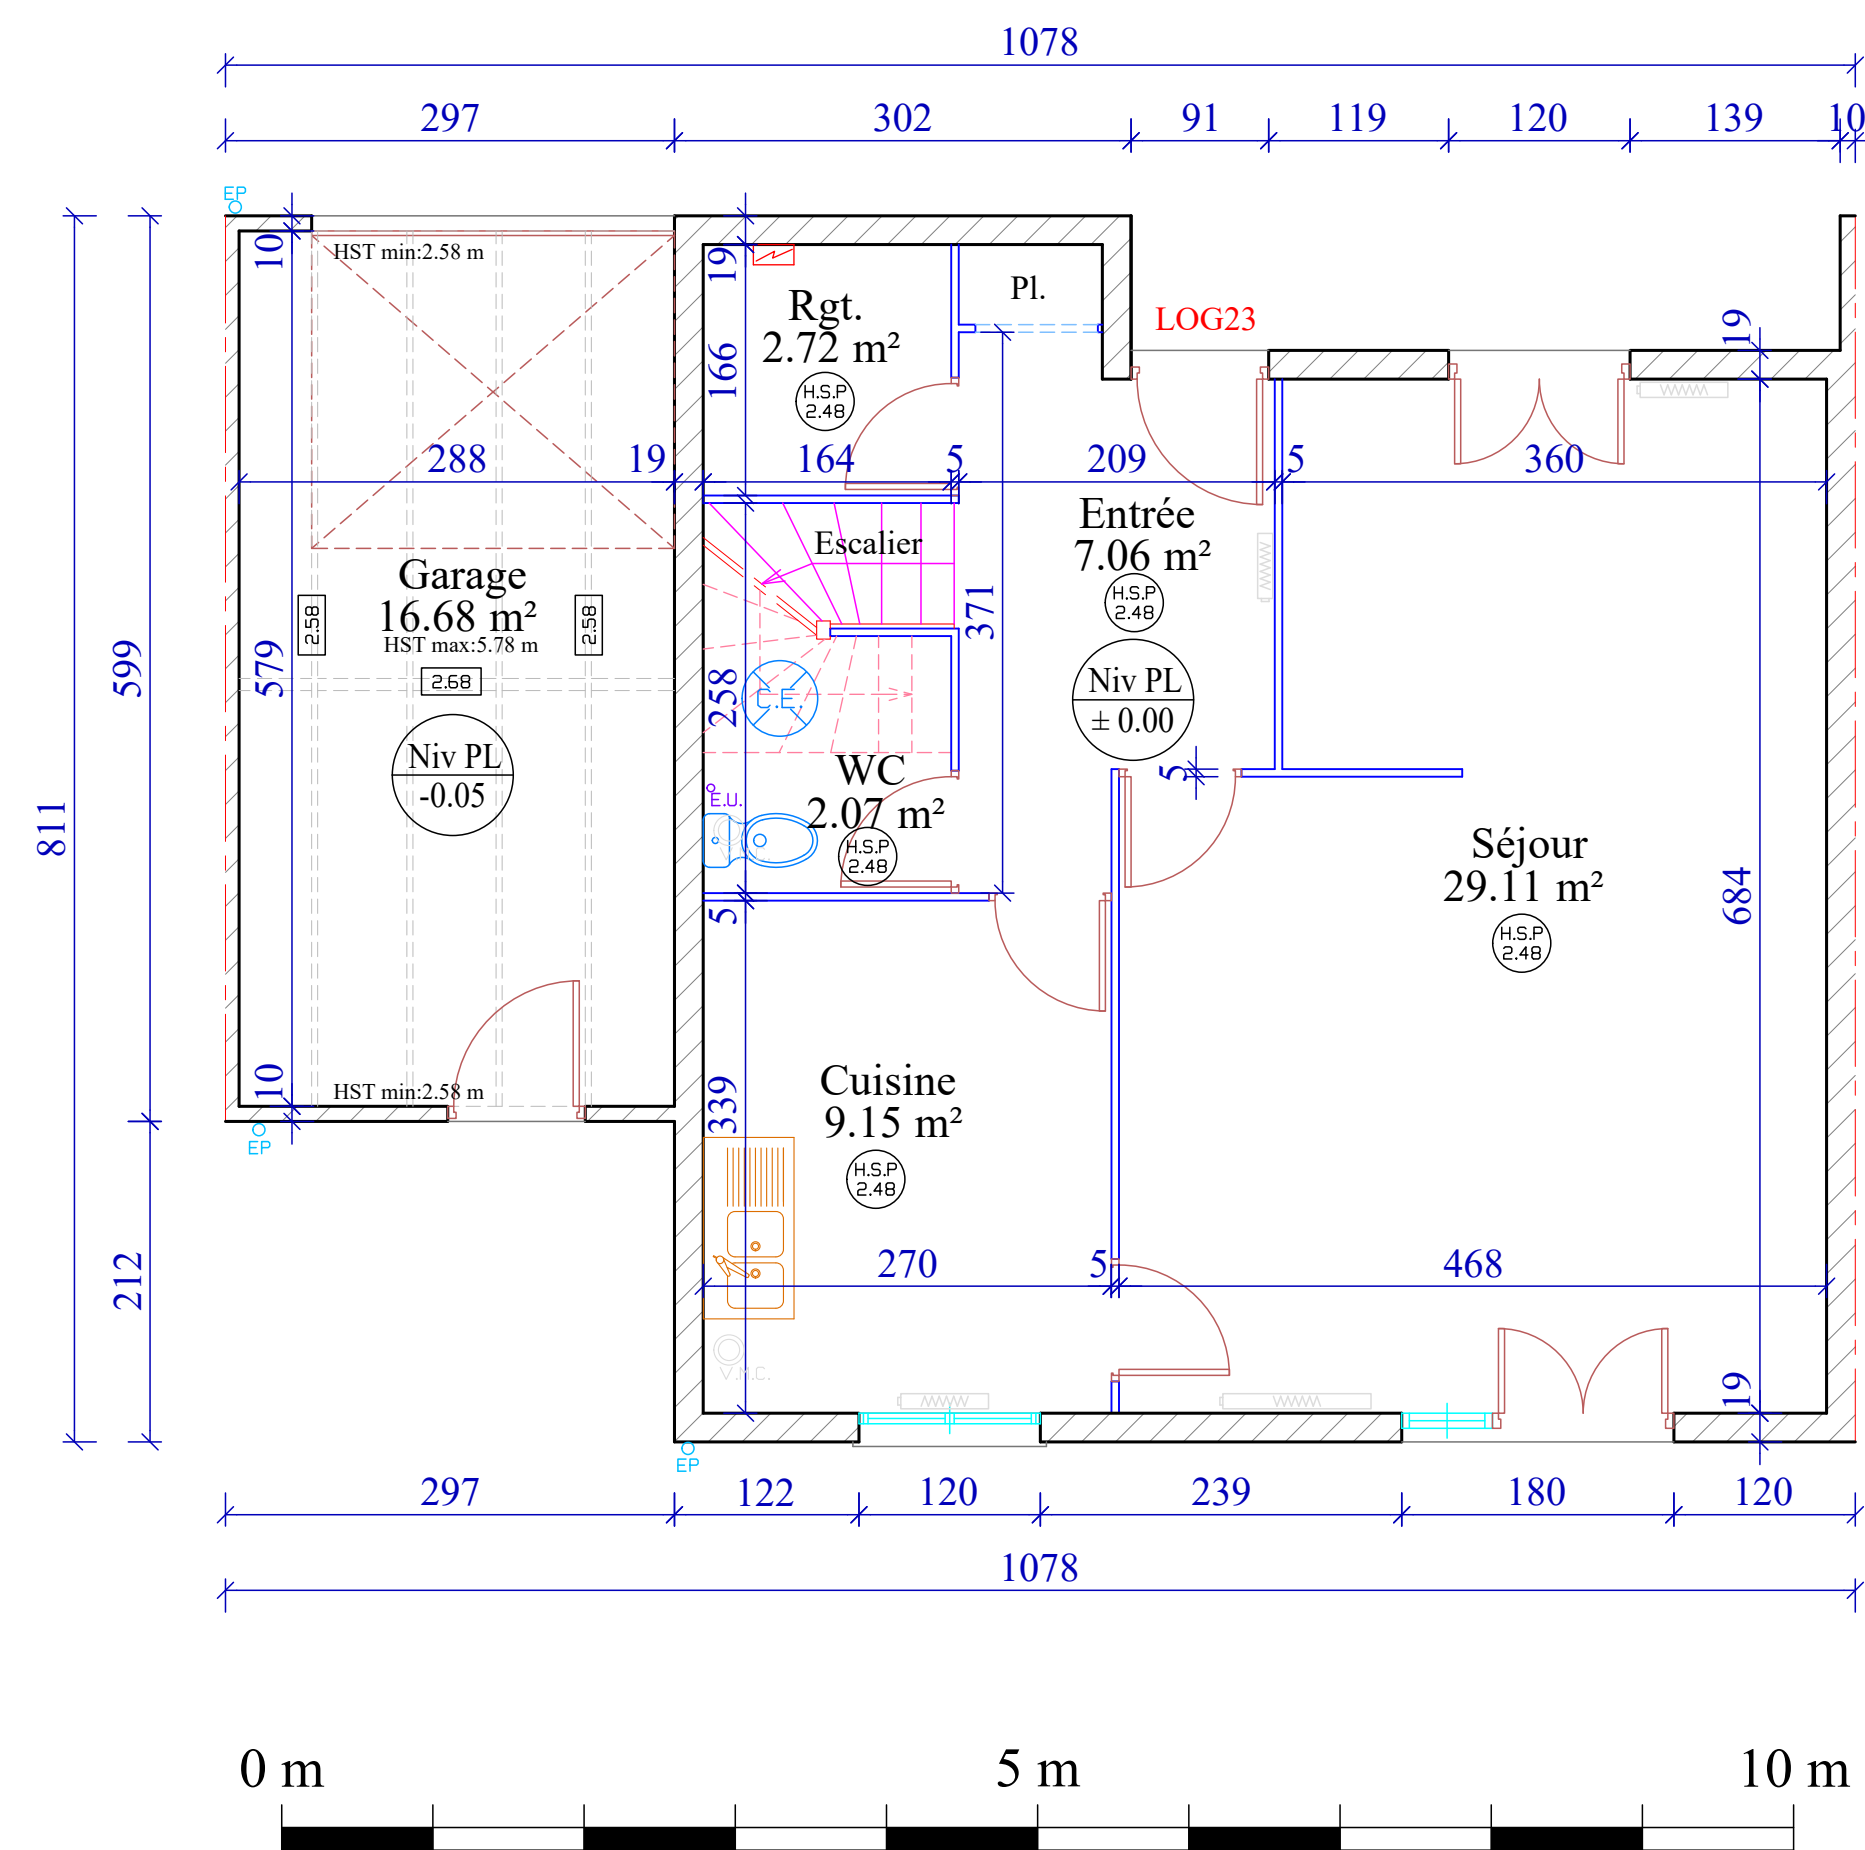 1078
297 302 91 119 120 139 10
EP
HST min:2.58 m
10
19
Pl.
Rgt.
2.72 m²
H.S.P
2.48
LOG23
19
166
288 19 164 5 209 5 360
Entrée
7.06 m²
H.S.P
2.48
Escalier
Garage
16.68 m²
HST max:5.78 m
2.58
2.58
2.68
371
579
599
811
258
C.E.
Niv PL
± 0.00
Niv PL
-0.05
WC
2.07 m²
H.S.P
2.48
E.U.
V.M.C.
5
Séjour
29.11 m²
H.S.P
2.48
684
5
10
HST min:2.58 m
EP
339
Cuisine
9.15 m²
H.S.P
2.48
212
270 5 468
V.M.C.
19
EP
297 122 120 239 180 120
1078
0 m 5 m 10 m